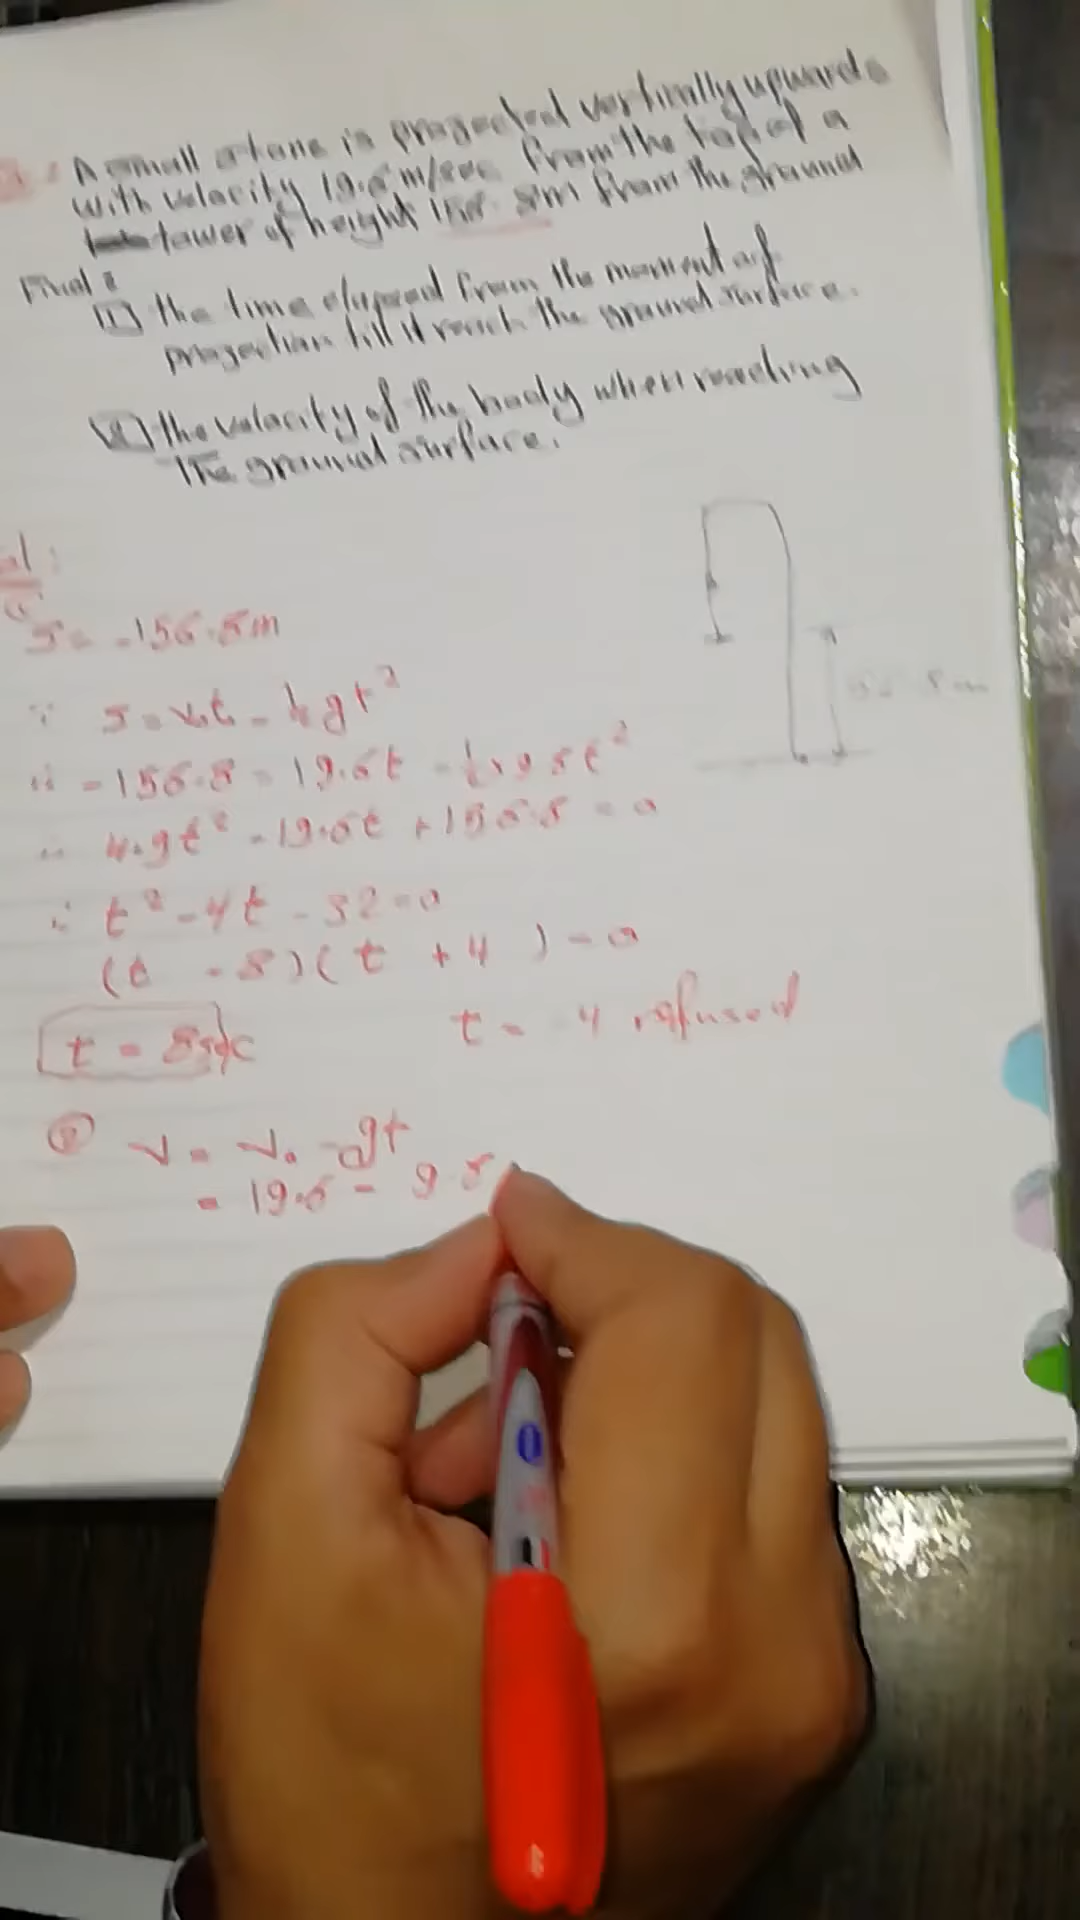 A small stone is projected vertically upwards
with velocity 19.6 m/sec from the top of a
tower of height 156.8m from the ground
Find :
1 the time elapsed from the moment of
projection till it reach the ground surface.
2 the velocity of the body when reaching
the ground surface.
S = -156.8m
∵ S = V₀t - ½gt²
∴ -156.8 = 19.6t - ½×9.8t²
∴ 4.9t² - 19.6t + 156.8 = 0
∴ t² - 4t - 32 = 0
(t - 8)(t + 4) = 0
t = 8 sec t = -4 refused
② V = V₀ - gt
= 19.6 - 9.8